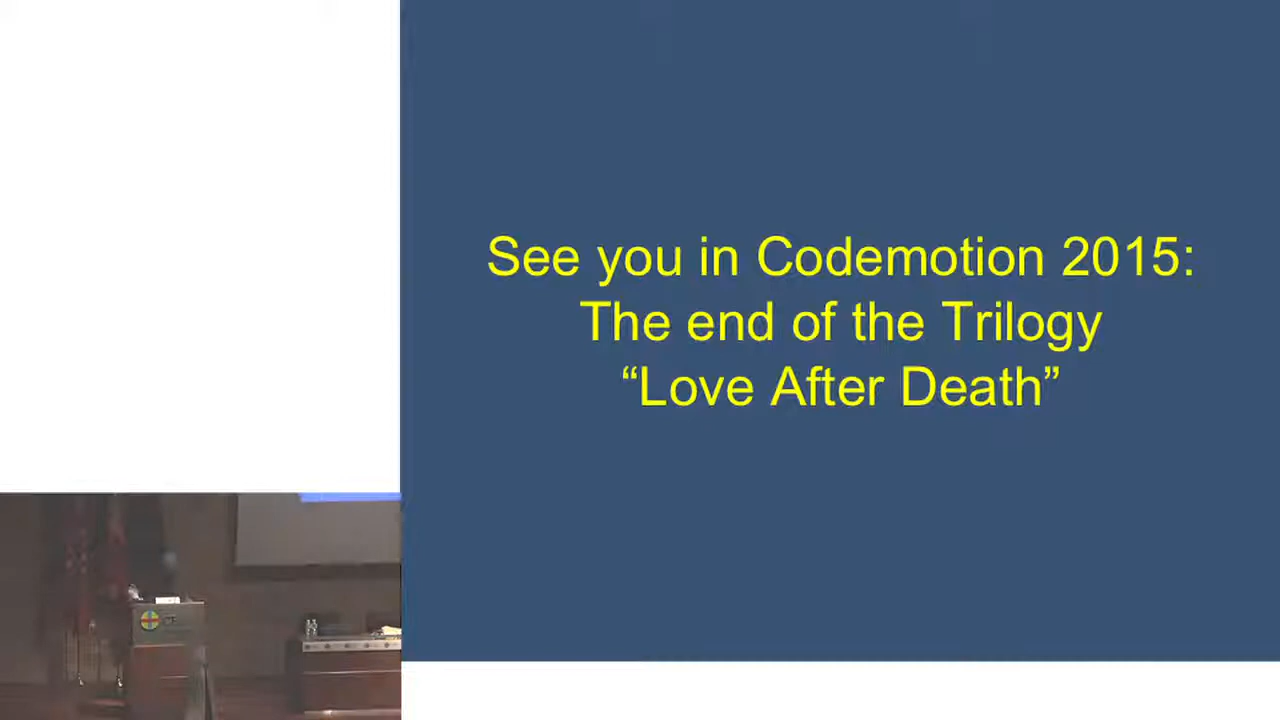 See you in Codemotion 2015:
The end of the Trilogy
“Love After Death”